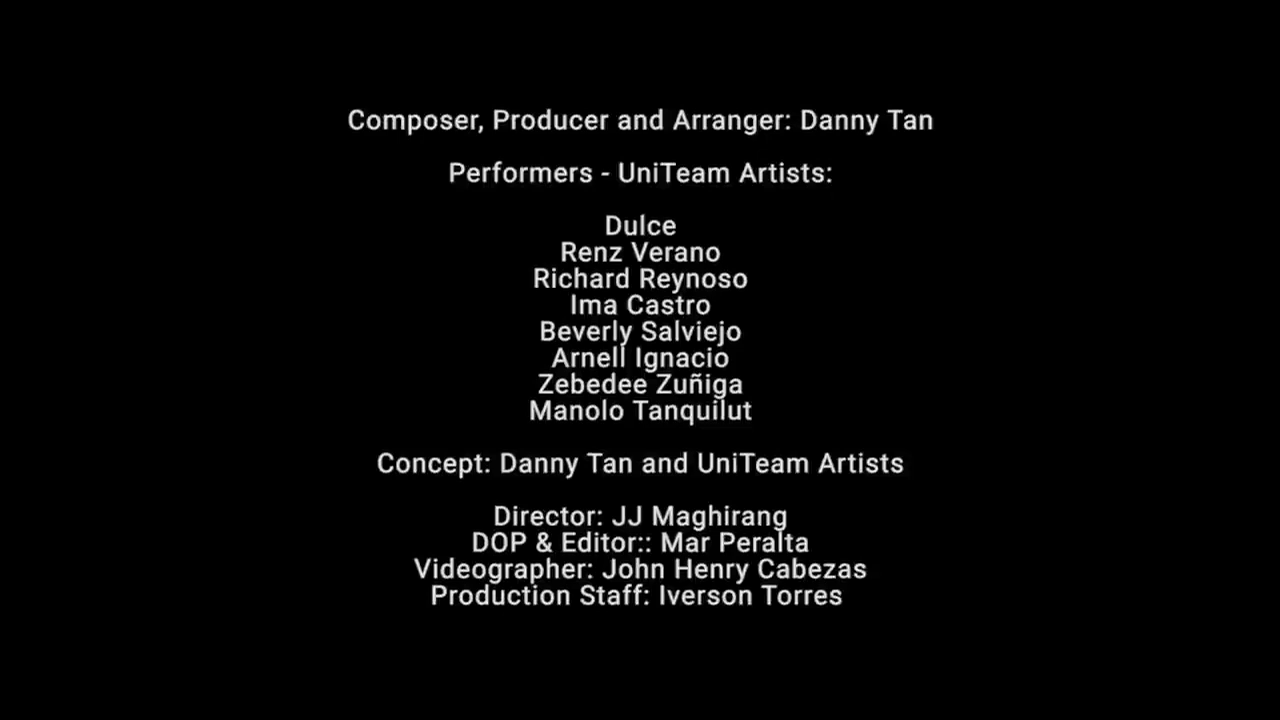 Composer, Producer and Arranger: Danny Tan
Performers - UniTeam Artists:
Dulce
Renz Verano
Richard Reynoso
Ima Castro
Beverly Salviejo
Arnell Ignacio
Zebedee Zuñiga
Manolo Tanquilut
Concept: Danny Tan and UniTeam Artists
Director: JJ Maghirang
DOP & Editor:: Mar Peralta
Videographer: John Henry Cabezas
Production Staff: Iverson Torres